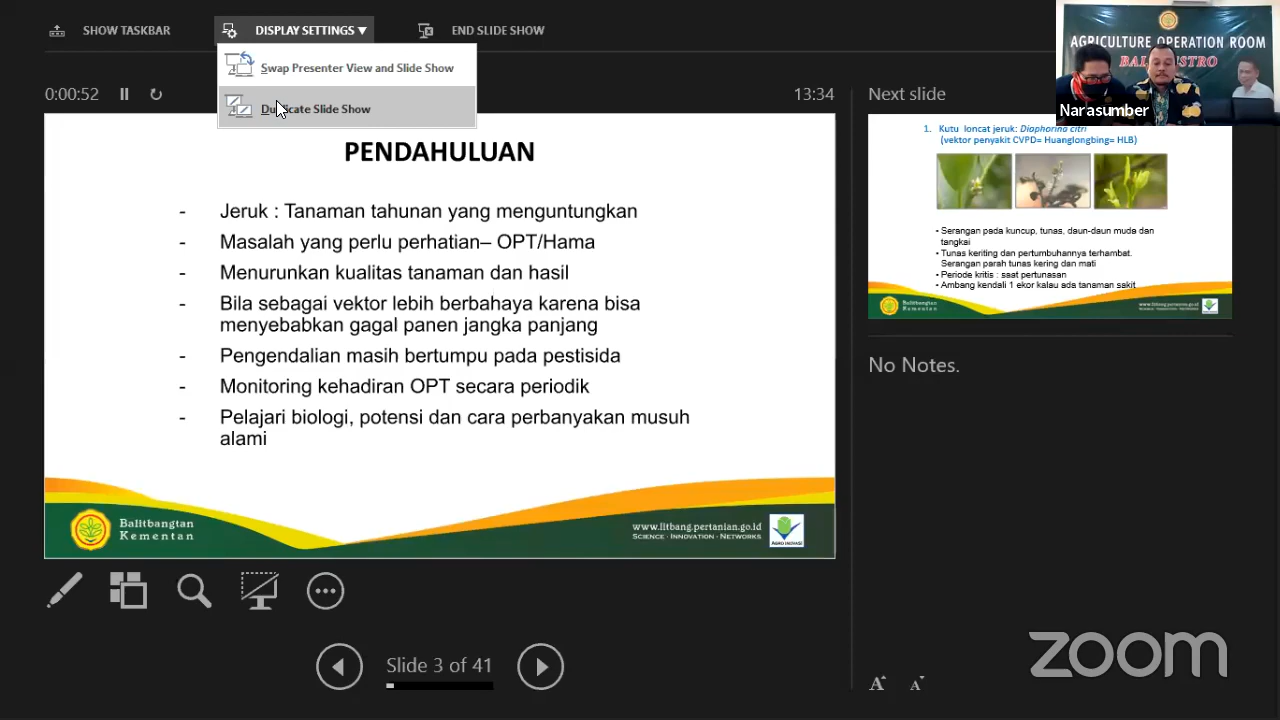 SHOW TASKBAR
DISPLAY SETTINGS ▼
END SLIDE SHOW
Swap Presenter View and Slide Show
Duplicate Slide Show
0:00:52
13:34
PENDAHULUAN
- Jeruk : Tanaman tahunan yang menguntungkan
- Masalah yang perlu perhatian– OPT/Hama
- Menurunkan kualitas tanaman dan hasil
- Bila sebagai vektor lebih berbahaya karena bisa
menyebabkan gagal panen jangka panjang
- Pengendalian masih bertumpu pada pestisida
- Monitoring kehadiran OPT secara periodik
- Pelajari biologi, potensi dan cara perbanyakan musuh
alami
Balitbangtan
Kementan
www.litbang.pertanian.go.id
SCIENCE . INNOVATION . NETWORKS
AGRO INOVASI
Slide 3 of 41
AGRICULTURE OPERATION ROOM
Narasumber
Next slide
1. Kutu loncat jeruk: Diaphorina citri
(vektor penyakit CVPD= Huanglongbing= HLB)
• Serangan pada kuncup, tunas, daun-daun muda dan
tangkai
• Tunas keriting dan pertumbuhannya terhambat.
Serangan parah tunas kering dan mati
• Periode kritis : saat pertunasan
• Ambang kendali 1 ekor kalau ada tanaman sakit
Balitbangtan
Kementan
www.litbang.pertanian.go.id
No Notes.
zoom
A A